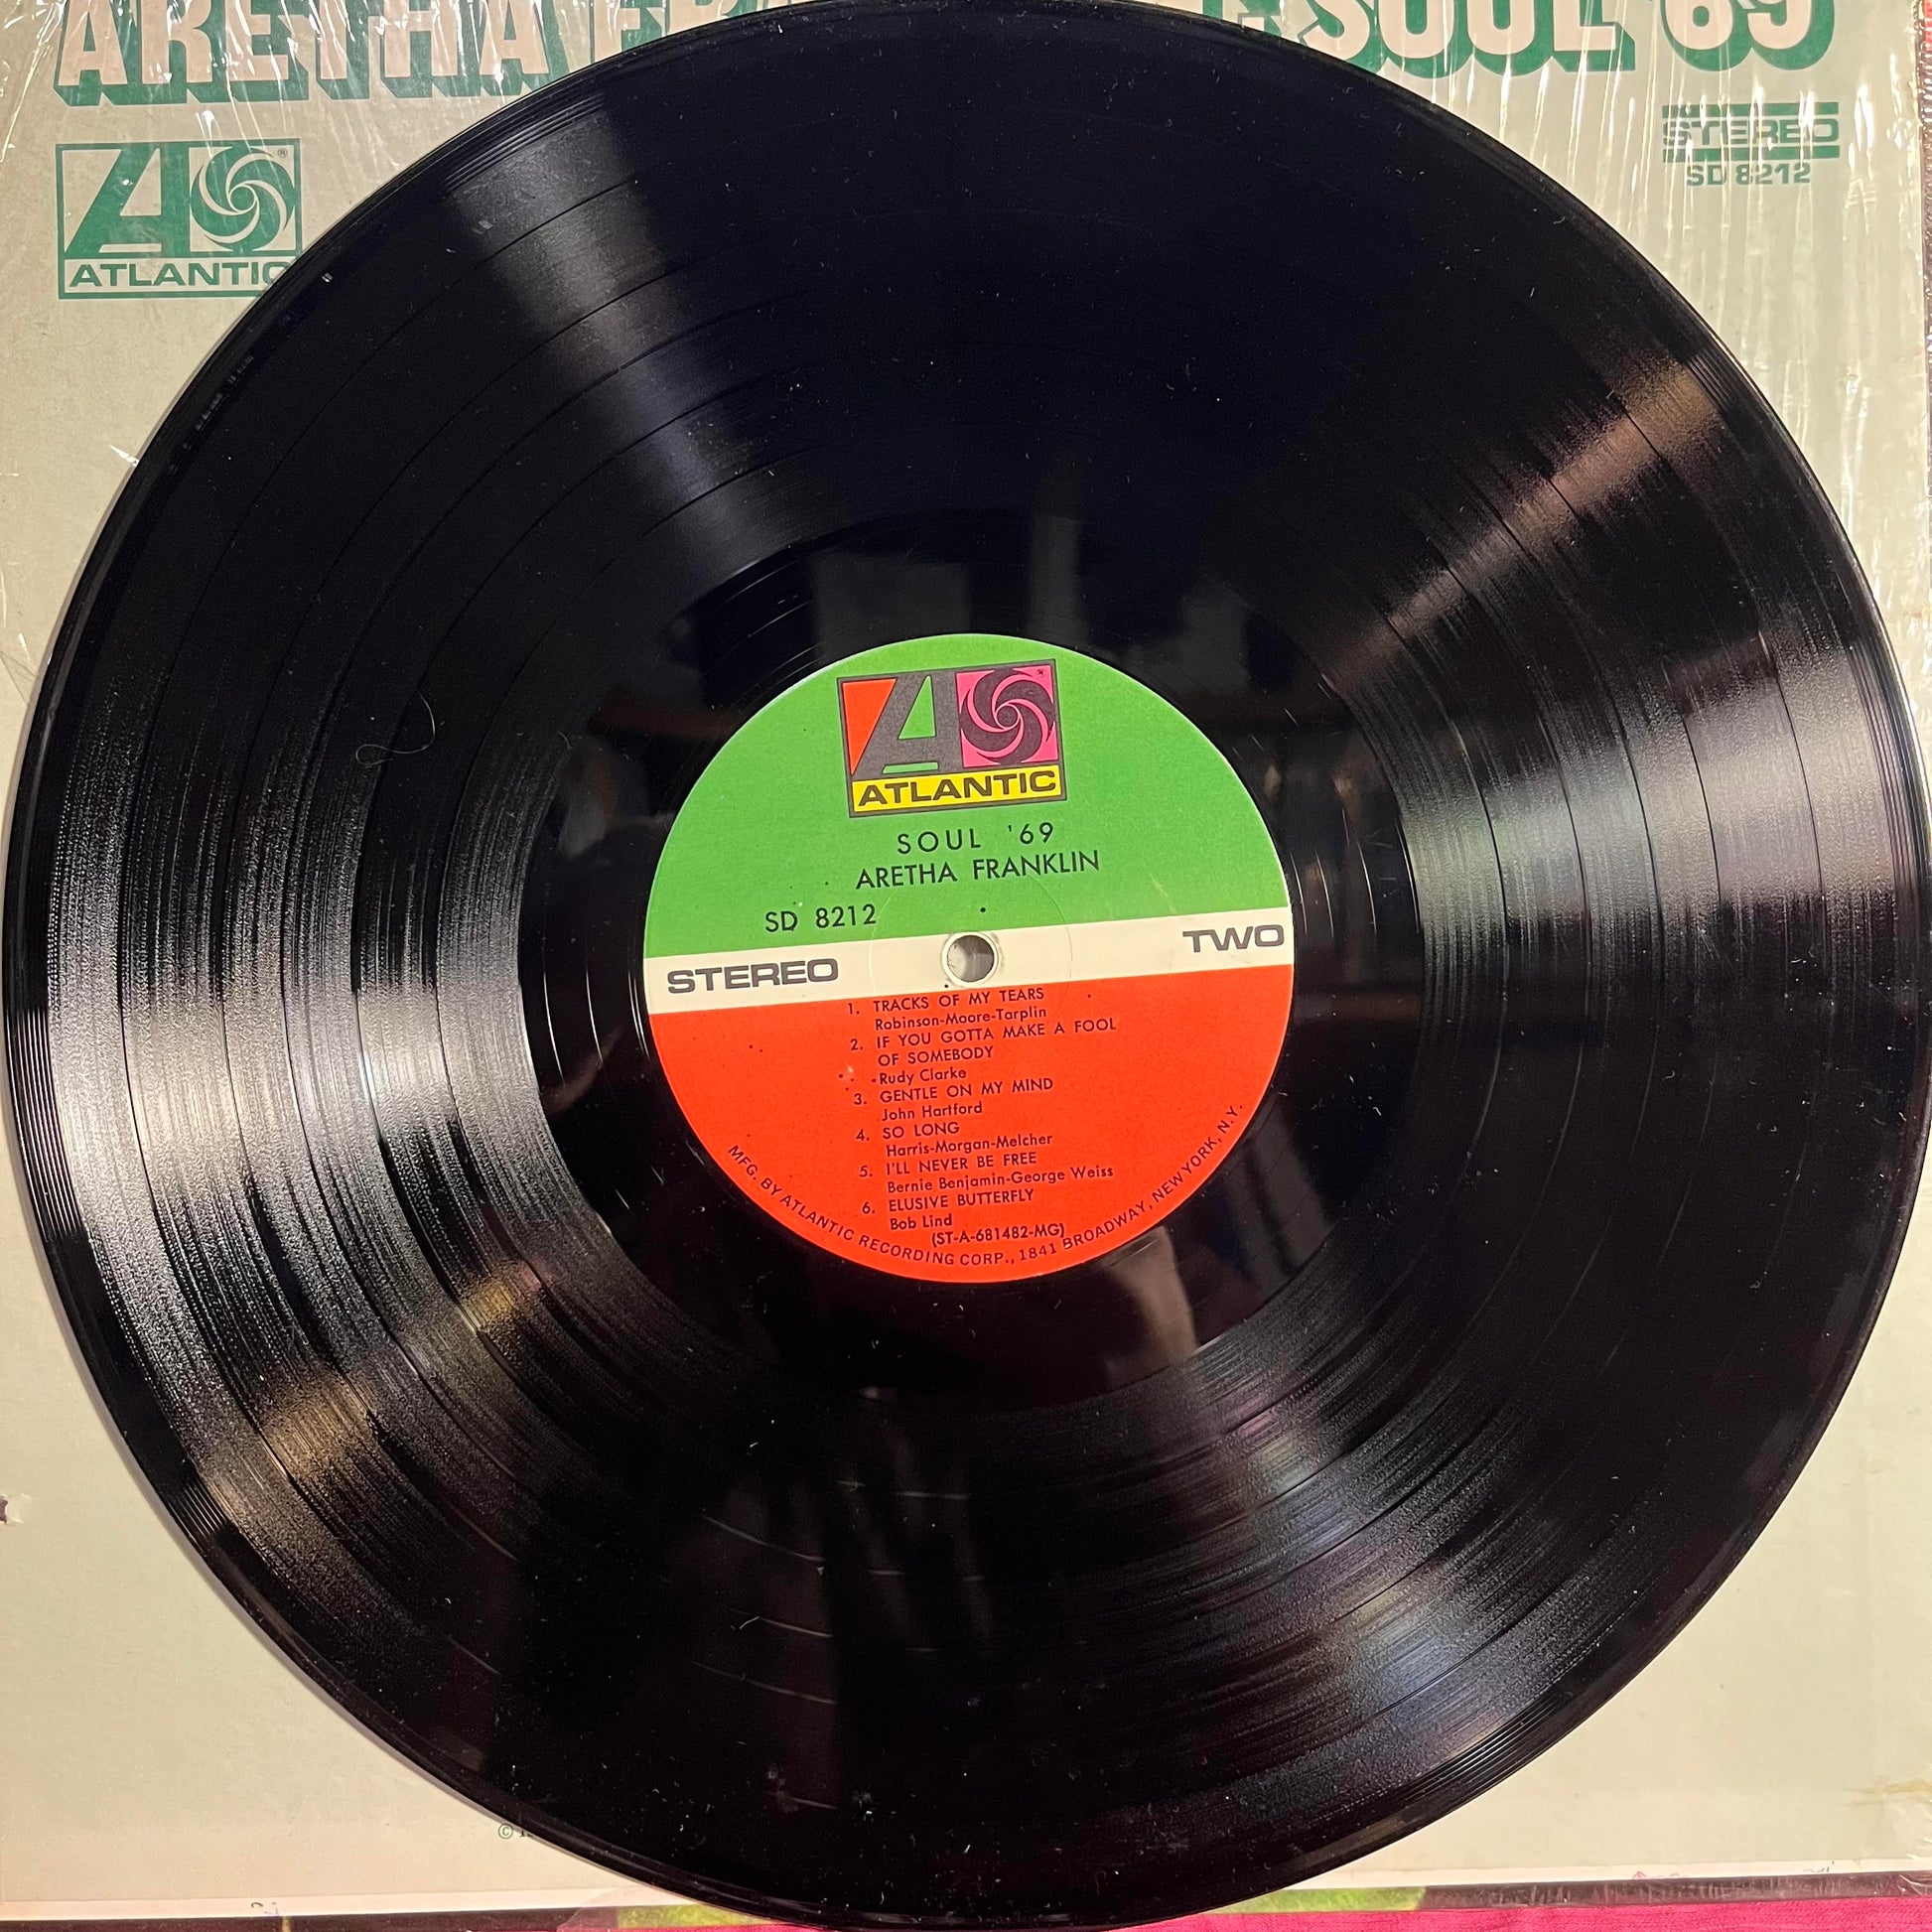 ARETHA SOUL '69
ATLANTIC
®
STEREO
SD 8212
ATLANTIC
SOUL '69
ARETHA FRANKLIN
SD 8212
STEREO
TWO
1. TRACKS OF MY TEARS
Robinson-Moore-Tarplin
2. IF YOU GOTTA MAKE A FOOL
OF SOMEBODY
Rudy Clarke
3. GENTLE ON MY MIND
John Hartford
4. SO LONG
Harris-Morgan-Melcher
5. I'LL NEVER BE FREE
Bernie Benjamin-George Weiss
6. ELUSIVE BUTTERFLY
Bob Lind
(ST-A-681482-MG)
MFG. BY ATLANTIC RECORDING CORP., 1841 BROADWAY, NEW YORK, N.Y.
©